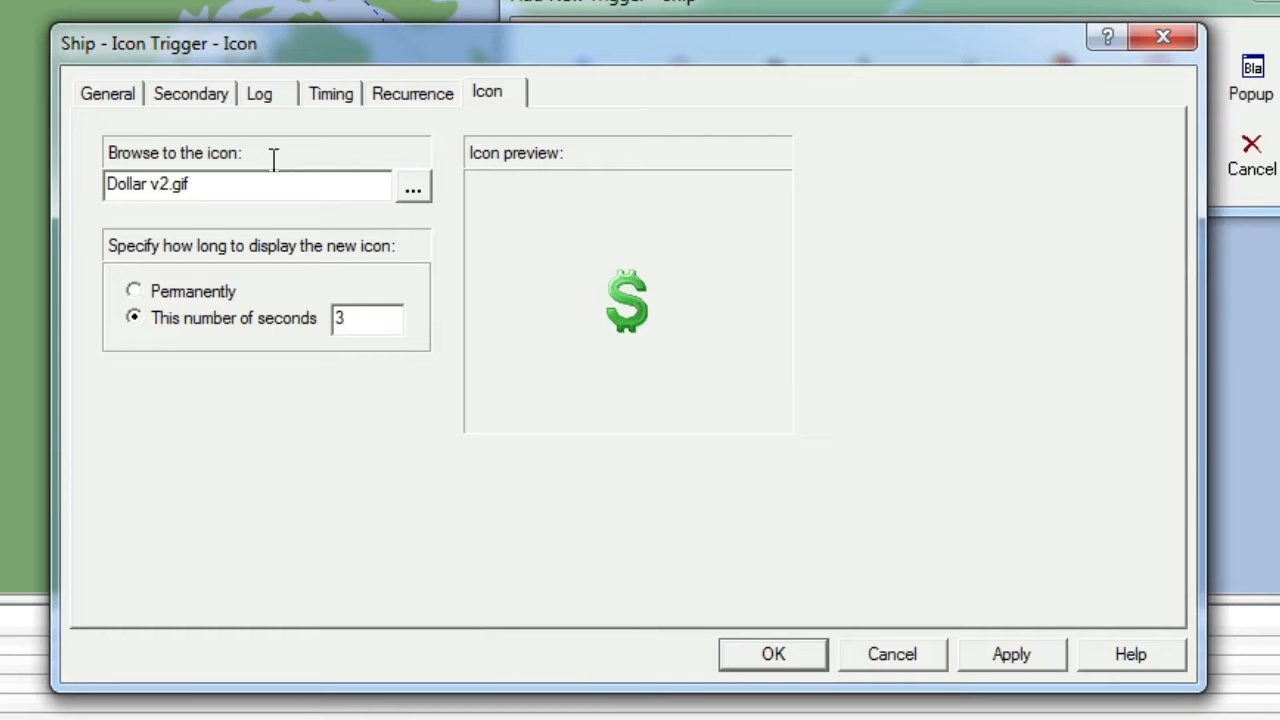 Ship - Icon Trigger - Icon
General
Secondary
Log
Timing
Recurrence
Icon
Browse to the icon:
Dollar v2.gif
...
Icon preview:
Specify how long to display the new icon:
Permanently
This number of seconds
3
OK
Cancel
Apply
Help
Bla
Popup
Cancel